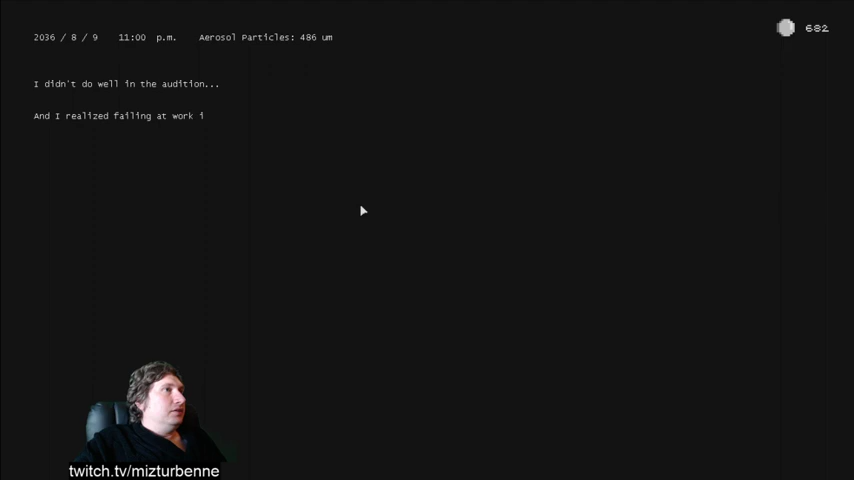 2036 / 8 / 9 11:00 p.m. Aerosol Particles: 486 um
682
I didn't do well in the audition...
And I realized failing at work i
twitch.tv/mizturbenne